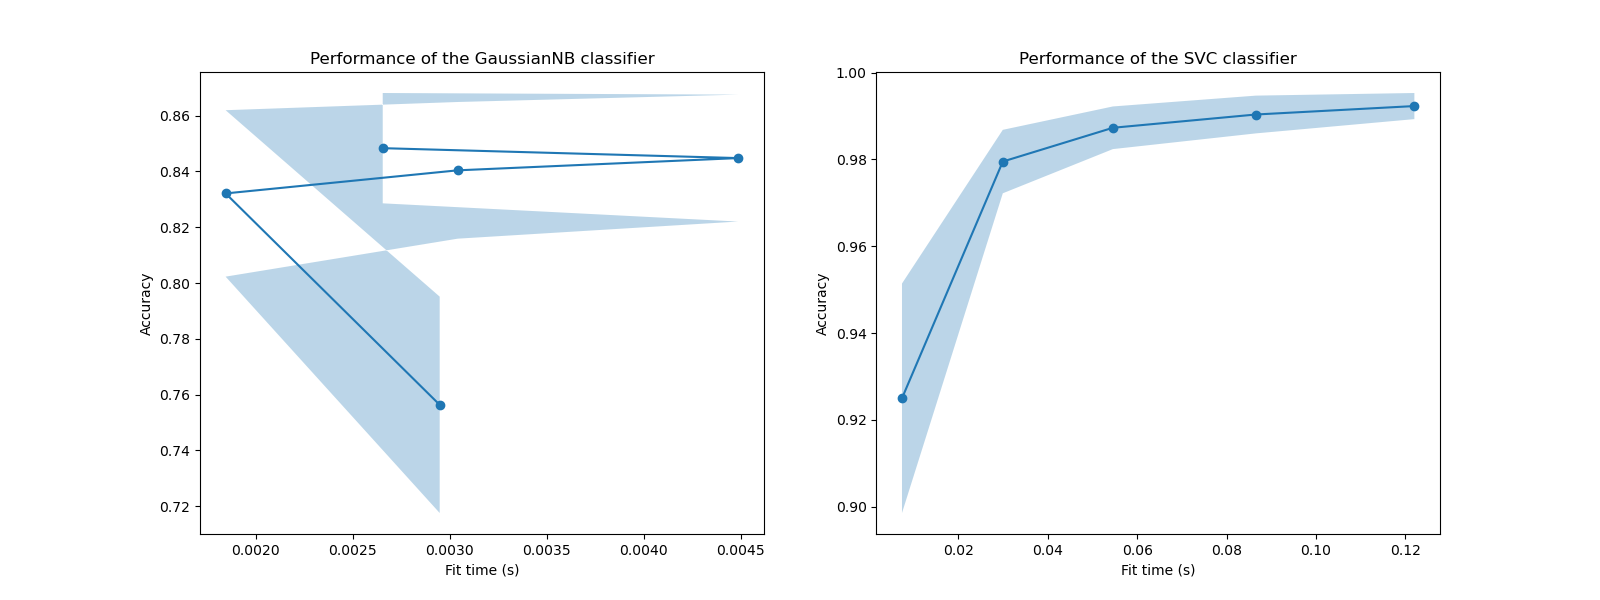 Performance of the GaussianNB classifier
0.86
0.84
0.82
0.80
0.78
0.76
0.74
0.72
Accuracy
0.0020 0.0025 0.0030 0.0035 0.0040 0.0045
Fit time (s)
Performance of the SVC classifier
1.00
0.98
0.96
0.94
0.92
0.90
Accuracy
0.02 0.04 0.06 0.08 0.10 0.12
Fit time (s)